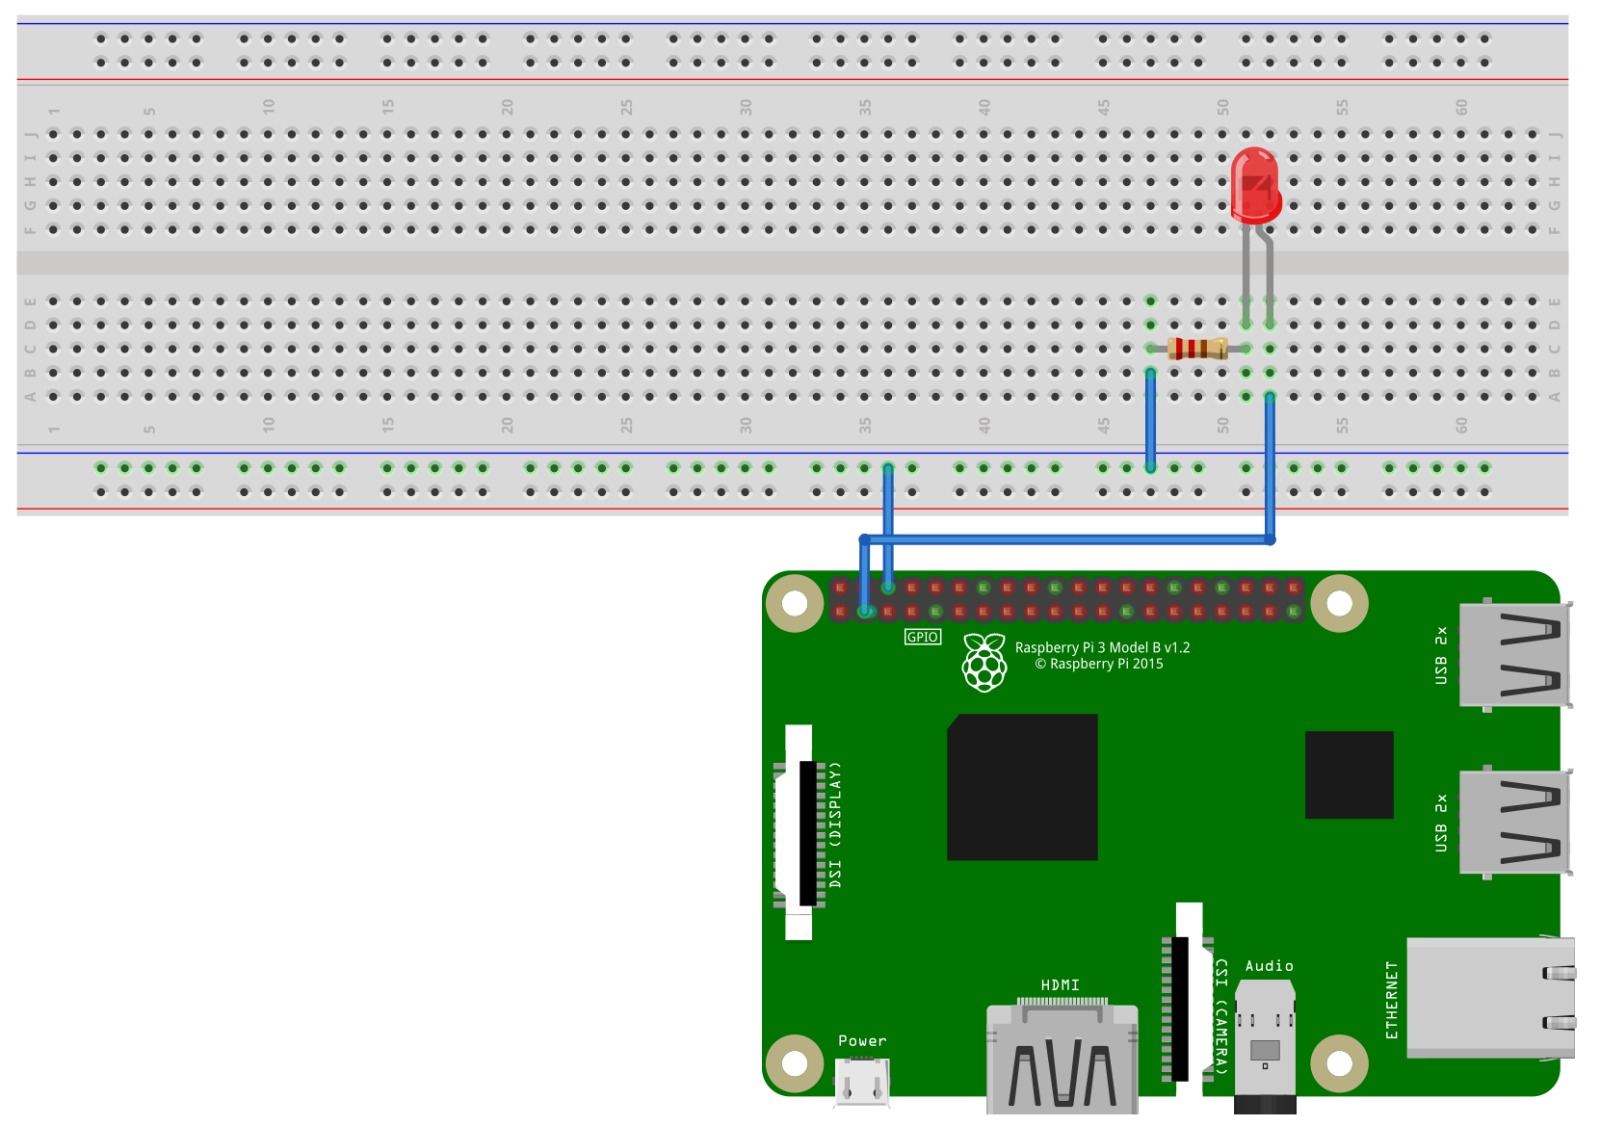 1 5 10 15 20 25 30 35 40 45 50 55 60
J J
I I
H H
G G
F F
E E
D D
C C
B B
A A
1 5 10 15 20 25 30 35 40 45 50 55 60
GPIO
Raspberry Pi 3 Model B v1.2
© Raspberry Pi 2015
USB 2x
DSI (DISPLAY)
USB 2x
HDMI
CSI (CAMERA)
Audio
ETHERNET
Power